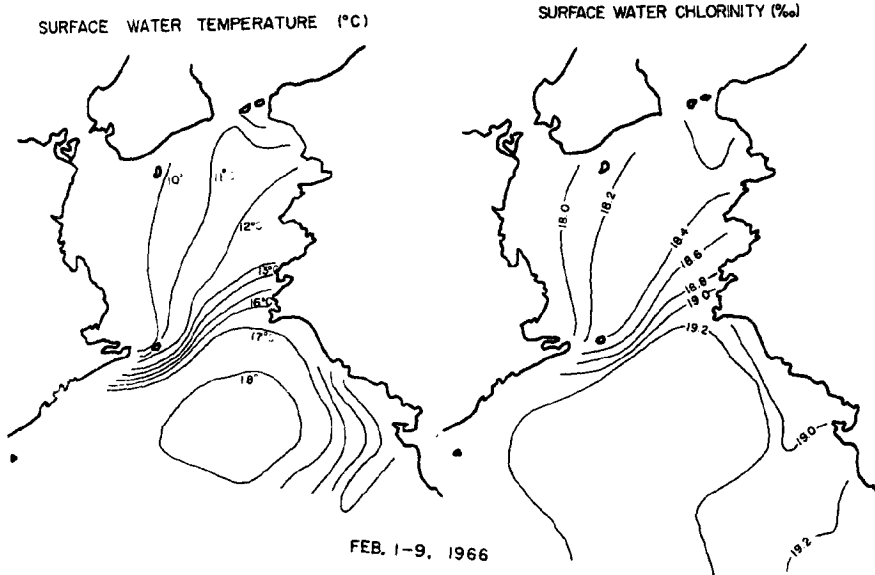 SURFACE WATER TEMPERATURE (°C)
SURFACE WATER CHLORINITY (‰)
10°
11°C
12°C
13°C
16°C
17°C
18°
18.0
18.2
18.4
18.6
18.8
19.0
19.2
19.0
19.2
FEB. 1-9, 1966